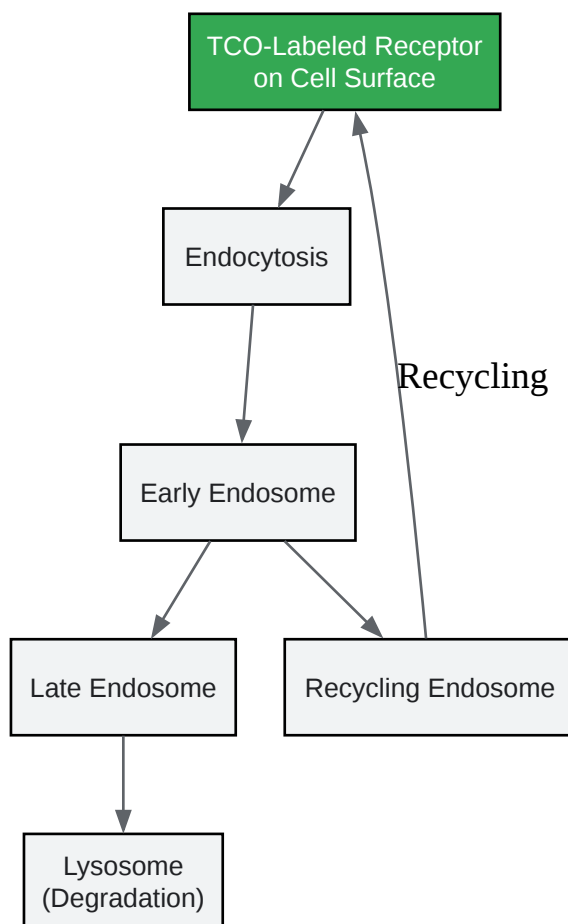 TCO-Labeled Receptor
on Cell Surface
Endocytosis
Recycling
Early Endosome
Late Endosome
Recycling Endosome
Lysosome
(Degradation)